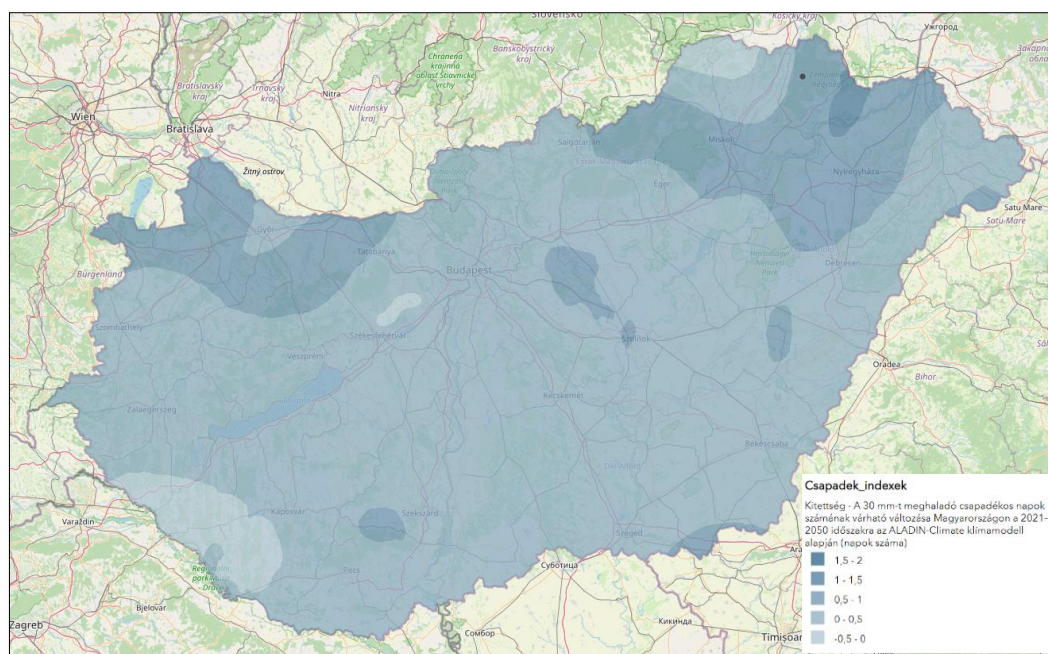 Slovensko
Košický kraj
Ужгород
Banskobystrický kraj
Chránená krajinná oblasť Štiavnické vrchy
Bratislavský kraj
Trnavský kraj
Nitra
Nitriansky kraj
Wien
Bratislava
Žitný ostrov
Salgótarján
Miskolc
Nyíregyháza
Eger
Satu Mare
Satu Mare
Győr
Tatabánya
Budapest
Debrecen
Burgenland
Szombathely
Székesfehérvár
Szolnok
Veszprém
Oradea
Bihor
Zalaegerszeg
Kecskemét
Békéscsaba
Dél-Alföld
Varaždin
Kaposvár
Szekszárd
Szeged
Pécs
Суботица
Bjelovar
Zagreb
Сомбор
Кикинда
Timișoara
Csapadek_indexek
Kitettség - A 30 mm-t meghaladó csapadékos napok
számának várható változása Magyarországon a 2021–
2050 időszakra az ALADIN-Climate klímamodell
alapján (napok száma)
1,5 - 2
1 - 1,5
0,5 - 1
0 - 0,5
-0,5 - 0